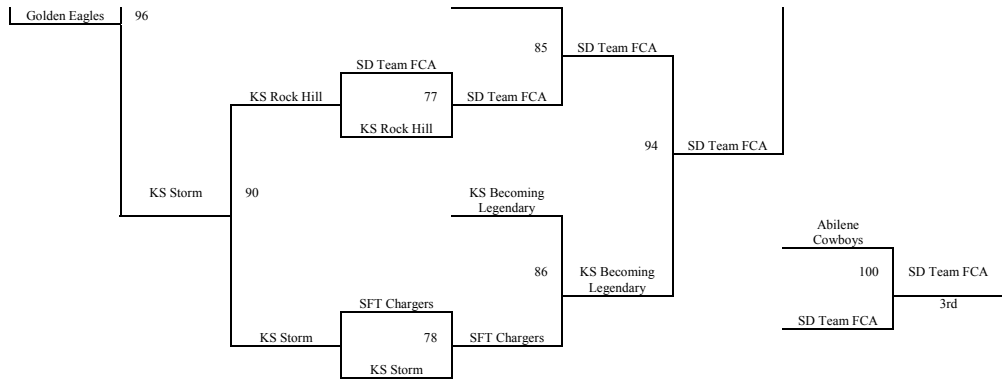 Golden Eagles
96
85
SD Team FCA
SD Team FCA
KS Rock Hill
77
SD Team FCA
KS Rock Hill
94
SD Team FCA
KS Storm
90
KS Becoming
Legendary
Abilene
Cowboys
86
KS Becoming
Legendary
100
SD Team FCA
SFT Chargers
3rd
SD Team FCA
KS Storm
78
SFT Chargers
KS Storm